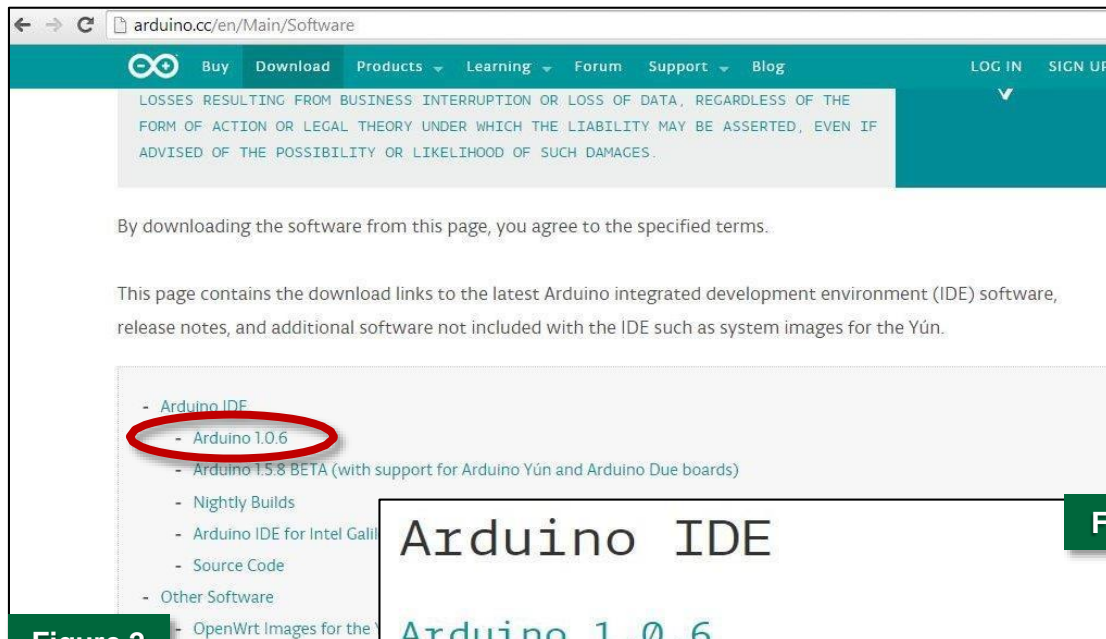 arduino.cc/en/Main/Software
Buy Download Products Learning Forum Support Blog LOG IN SIGN UP
LOSSES RESULTING FROM BUSINESS INTERRUPTION OR LOSS OF DATA, REGARDLESS OF THE
FORM OF ACTION OR LEGAL THEORY UNDER WHICH THE LIABILITY MAY BE ASSERTED, EVEN IF
ADVISED OF THE POSSIBILITY OR LIKELIHOOD OF SUCH DAMAGES.
By downloading the software from this page, you agree to the specified terms.
This page contains the download links to the latest Arduino integrated development environment (IDE) software,
release notes, and additional software not included with the IDE such as system images for the Yún.
- Arduino IDE
- Arduino 1.0.6
- Arduino 1.5.8 BETA (with support for Arduino Yún and Arduino Due boards)
- Nightly Builds
- Arduino IDE for Intel Galil
- Source Code
- Other Software
- OpenWrt Images for the
Arduino IDE
Arduino 1.0.6
F
Figure